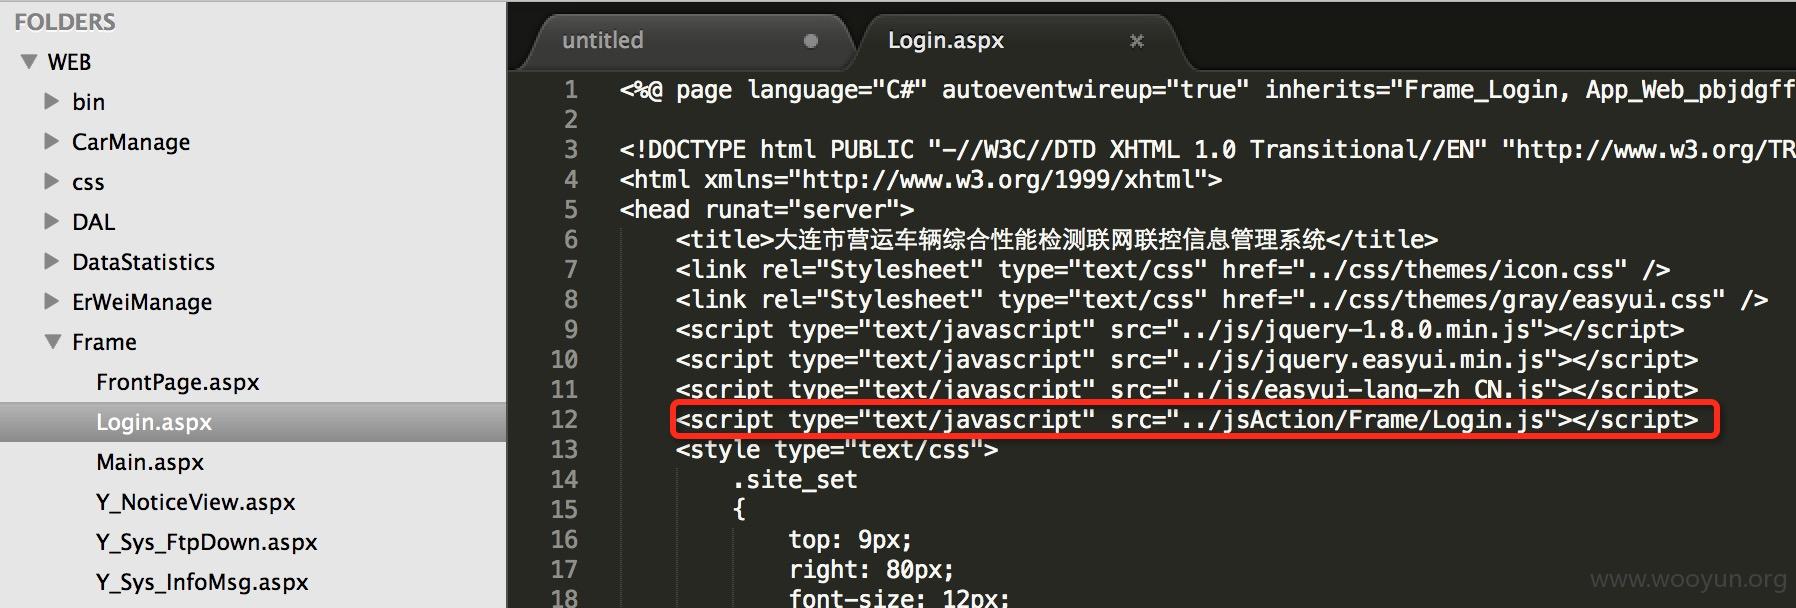 FOLDERS
WEB
bin
CarManage
css
DAL
DataStatistics
ErWeiManage
Frame
FrontPage.aspx
Login.aspx
Main.aspx
Y_NoticeView.aspx
Y_Sys_FtpDown.aspx
Y_Sys_InfoMsg.aspx
untitled
Login.aspx
1 <%@ page language="C#" autoeventwireup="true" inherits="Frame_Login, App_Web_pbjdgff
2
3 <!DOCTYPE html PUBLIC "-//W3C//DTD XHTML 1.0 Transitional//EN" "http://www.w3.org/TR
4 <html xmlns="http://www.w3.org/1999/xhtml">
5 <head runat="server">
6 <title>大连市营运车辆综合性能检测联网联控信息管理系统</title>
7 <link rel="Stylesheet" type="text/css" href="../css/themes/icon.css" />
8 <link rel="Stylesheet" type="text/css" href="../css/themes/gray/easyui.css" />
9 <script type="text/javascript" src="../js/jquery-1.8.0.min.js"></script>
10 <script type="text/javascript" src="../js/jquery.easyui.min.js"></script>
11 <script type="text/javascript" src="../js/easyui-lang-zh_CN.js"></script>
12 <script type="text/javascript" src="../jsAction/Frame/Login.js"></script>
13 <style type="text/css">
14 .site_set
15 {
16 top: 9px;
17 right: 80px;
18 font-size: 12px;
www.wooyun.org